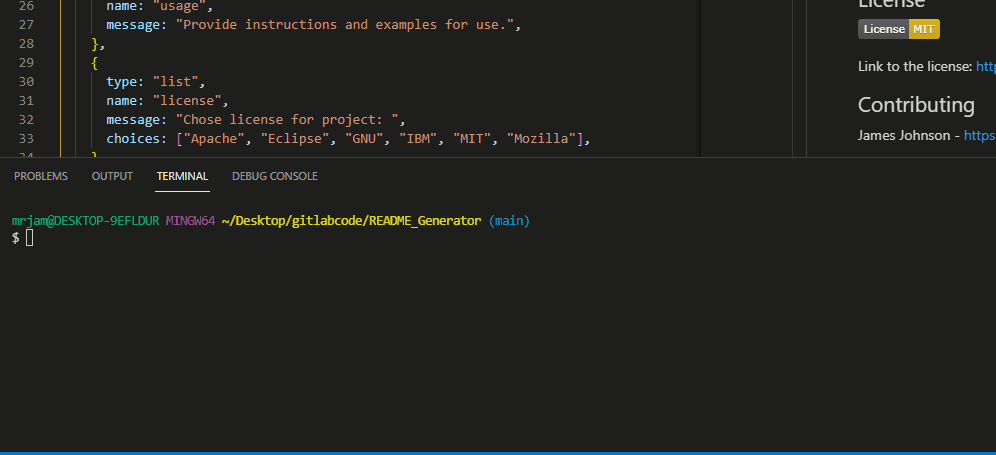 26 name: "usage",
27 message: "Provide instructions and examples for use.",
28 },
29 {
30 type: "list",
31 name: "license",
32 message: "Chose license for project: ",
33 choices: ["Apache", "Eclipse", "GNU", "IBM", "MIT", "Mozilla"],
34 }
License
License MIT
Link to the license: http
Contributing
James Johnson - https
PROBLEMS OUTPUT TERMINAL DEBUG CONSOLE
mrjam@DESKTOP-9EFLDUR MINGW64 ~/Desktop/gitlabcode/README_Generator (main)
$